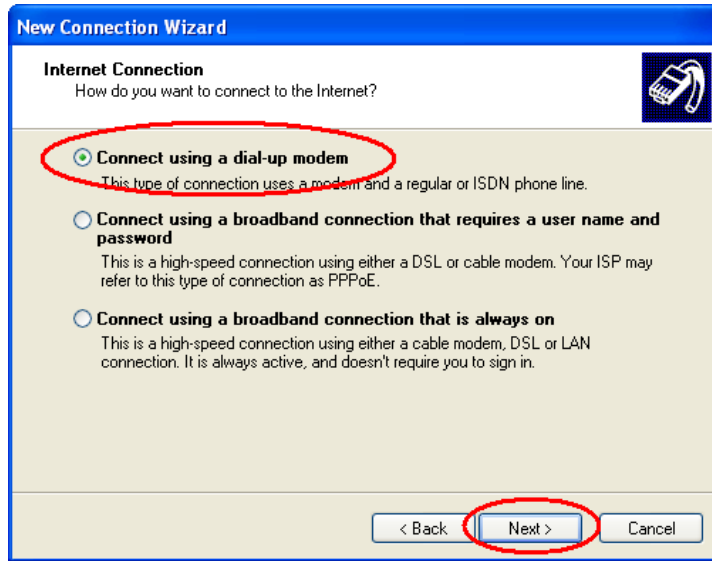 New Connection Wizard
Internet Connection
How do you want to connect to the Internet?
Connect using a dial-up modem
This type of connection uses a modem and a regular or ISDN phone line.
Connect using a broadband connection that requires a user name and
password
This is a high-speed connection using either a DSL or cable modem. Your ISP may
refer to this type of connection as PPPoE.
Connect using a broadband connection that is always on
This is a high-speed connection using either a cable modem, DSL or LAN
connection. It is always active, and doesn't require you to sign in.
< Back
Next >
Cancel